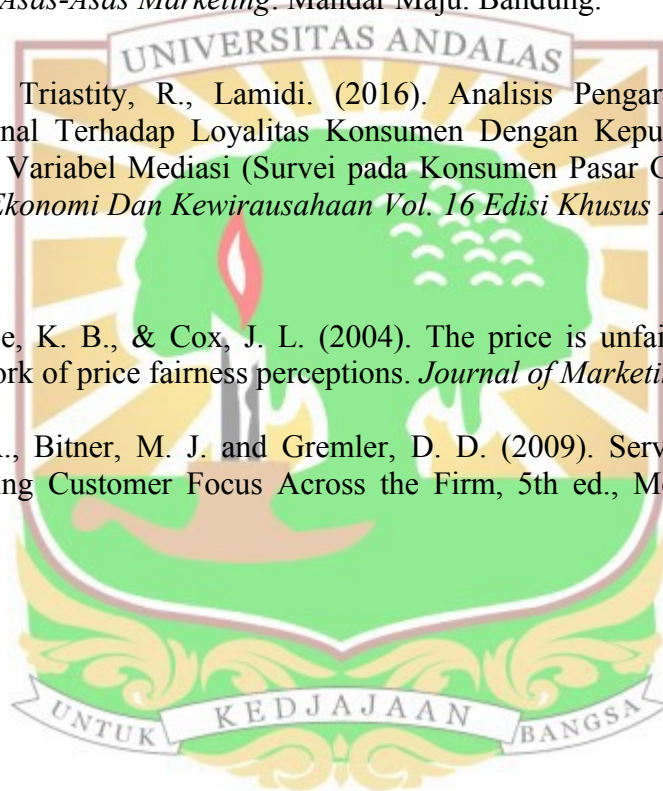 Asas-Asas Marketing. Mandar Maju. Bandung.
UNIVERSITAS ANDALAS
Triastity, R., Lamidi. (2016). Analisis Pengar
nal Terhadap Loyalitas Konsumen Dengan Kepu
Variabel Mediasi (Survei pada Konsumen Pasar
Ekonomi Dan Kewirausahaan Vol. 16 Edisi Khusus
e, K. B., & Cox, J. L. (2004). The price is unfai
ork of price fairness perceptions. Journal of Marketin
., Bitner, M. J. and Gremler, D. D. (2009). Serv
ing Customer Focus Across the Firm, 5th ed., M
UNTUK KEDJAJAAN BANGSA